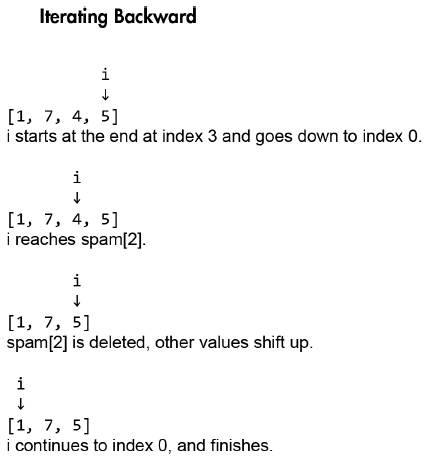 Iterating Backward
i
↓
[1, 7, 4, 5]
i starts at the end at index 3 and goes down to index 0.
i
↓
[1, 7, 4, 5]
i reaches spam[2].
i
↓
[1, 7, 5]
spam[2] is deleted, other values shift up.
i
↓
[1, 7, 5]
i continues to index 0, and finishes.